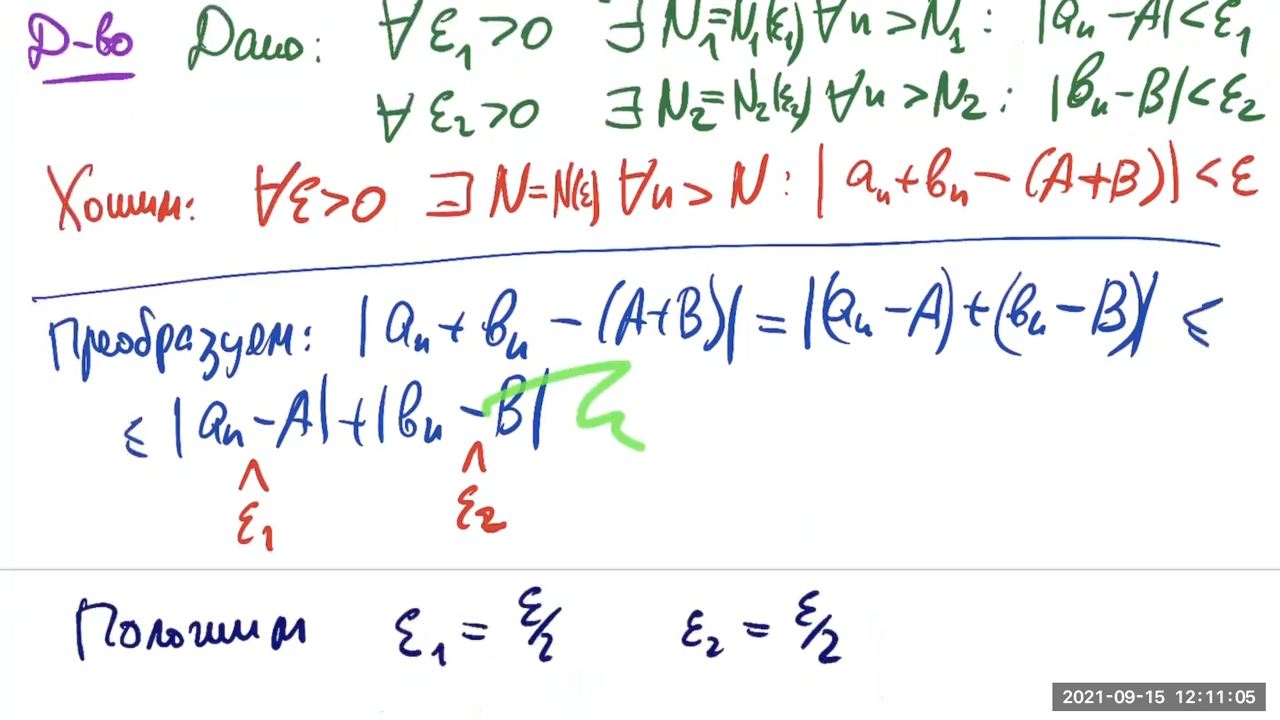 Д-во Дано: ∀ ε₁ > 0 ∃ N₁ = N₁(ε₁) ∀n > N₁ : |aₙ - A| < ε₁
∀ ε₂ > 0 ∃ N₂ = N₂(ε₂) ∀n > N₂ : |bₙ - B| < ε₂
Хотим: ∀ε > 0 ∃ N = N(ε) ∀n > N : |aₙ + bₙ - (A + B)| < ε
Преобразуем: |aₙ + bₙ - (A + B)| = |(aₙ - A) + (bₙ - B)| ≤
≤ |aₙ - A| + |bₙ - B|
∧ ∧
ε₁ ε₂
Положим ε₁ = ε/2 ε₂ = ε/2
2021-09-15 12:11:05